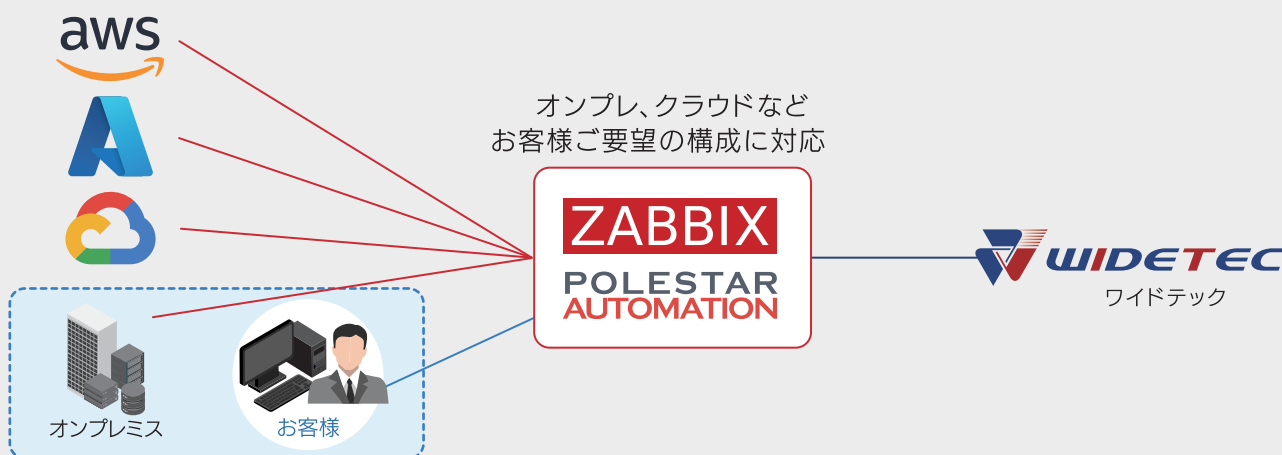 aws
オンプレ、クラウドなど
お客様ご要望の構成に対応
ZABBIX
POLESTAR
AUTOMATION
WIDETEC
ワイドテック
オンプレミス
お客様